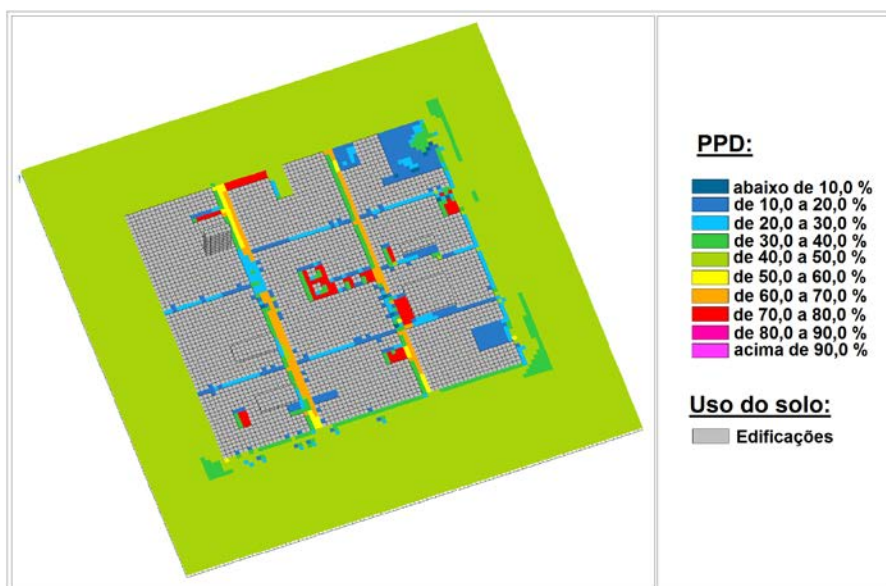 PPD:
abaixo de 10,0 %
de 10,0 a 20,0 %
de 20,0 a 30,0 %
de 30,0 a 40,0 %
de 40,0 a 50,0 %
de 50,0 a 60,0 %
de 60,0 a 70,0 %
de 70,0 a 80,0 %
de 80,0 a 90,0 %
acima de 90,0 %
Uso do solo:
Edificações